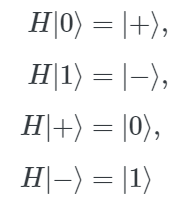 H|0⟩ = |+⟩,
H|1⟩ = |−⟩,
H|+⟩ = |0⟩,
H|−⟩ = |1⟩